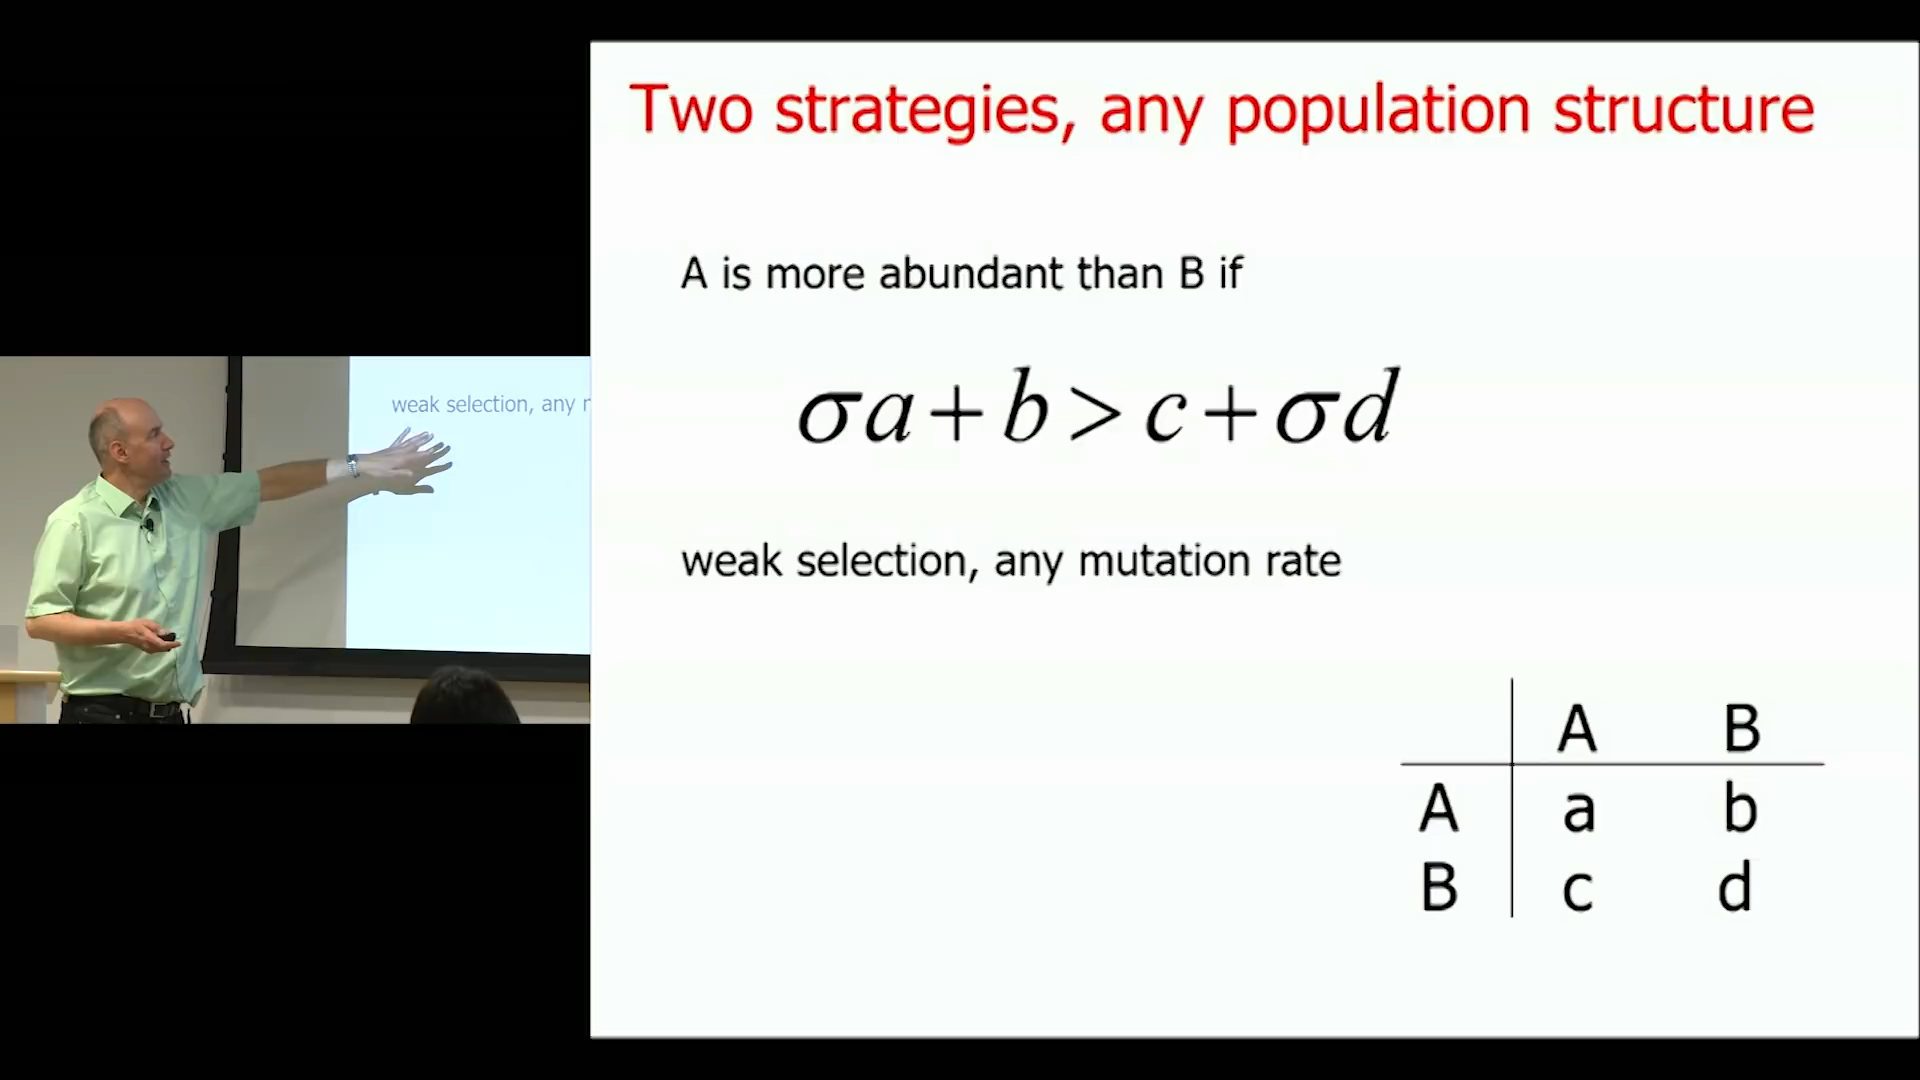 Two strategies, any population structure
A is more abundant than B if
σa + b > c + σd
weak selection, any mutation rate
A B
A a b
B c d
weak selection, any